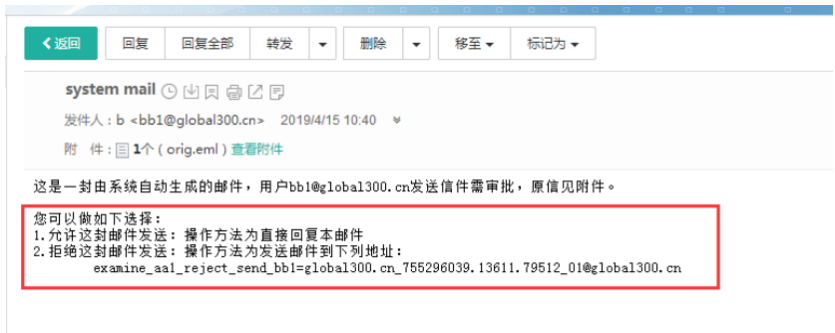 返回 回复 回复全部 转发 删除 移至 标记为
system mail
发件人：b <bb1@global300.cn> 2019/4/15 10:40
附 件：1个 ( orig.eml ) 查看附件
这是一封由系统自动生成的邮件，用户bb1@global300.cn发送信件需审批，原信见附件。
您可以做如下选择：
1.允许这封邮件发送：操作方法为直接回复本邮件
2.拒绝这封邮件发送：操作方法为发送邮件到下列地址：
examine_aa1_reject_send_bb1=global300.cn_755296039.13611.79512_01@global300.cn